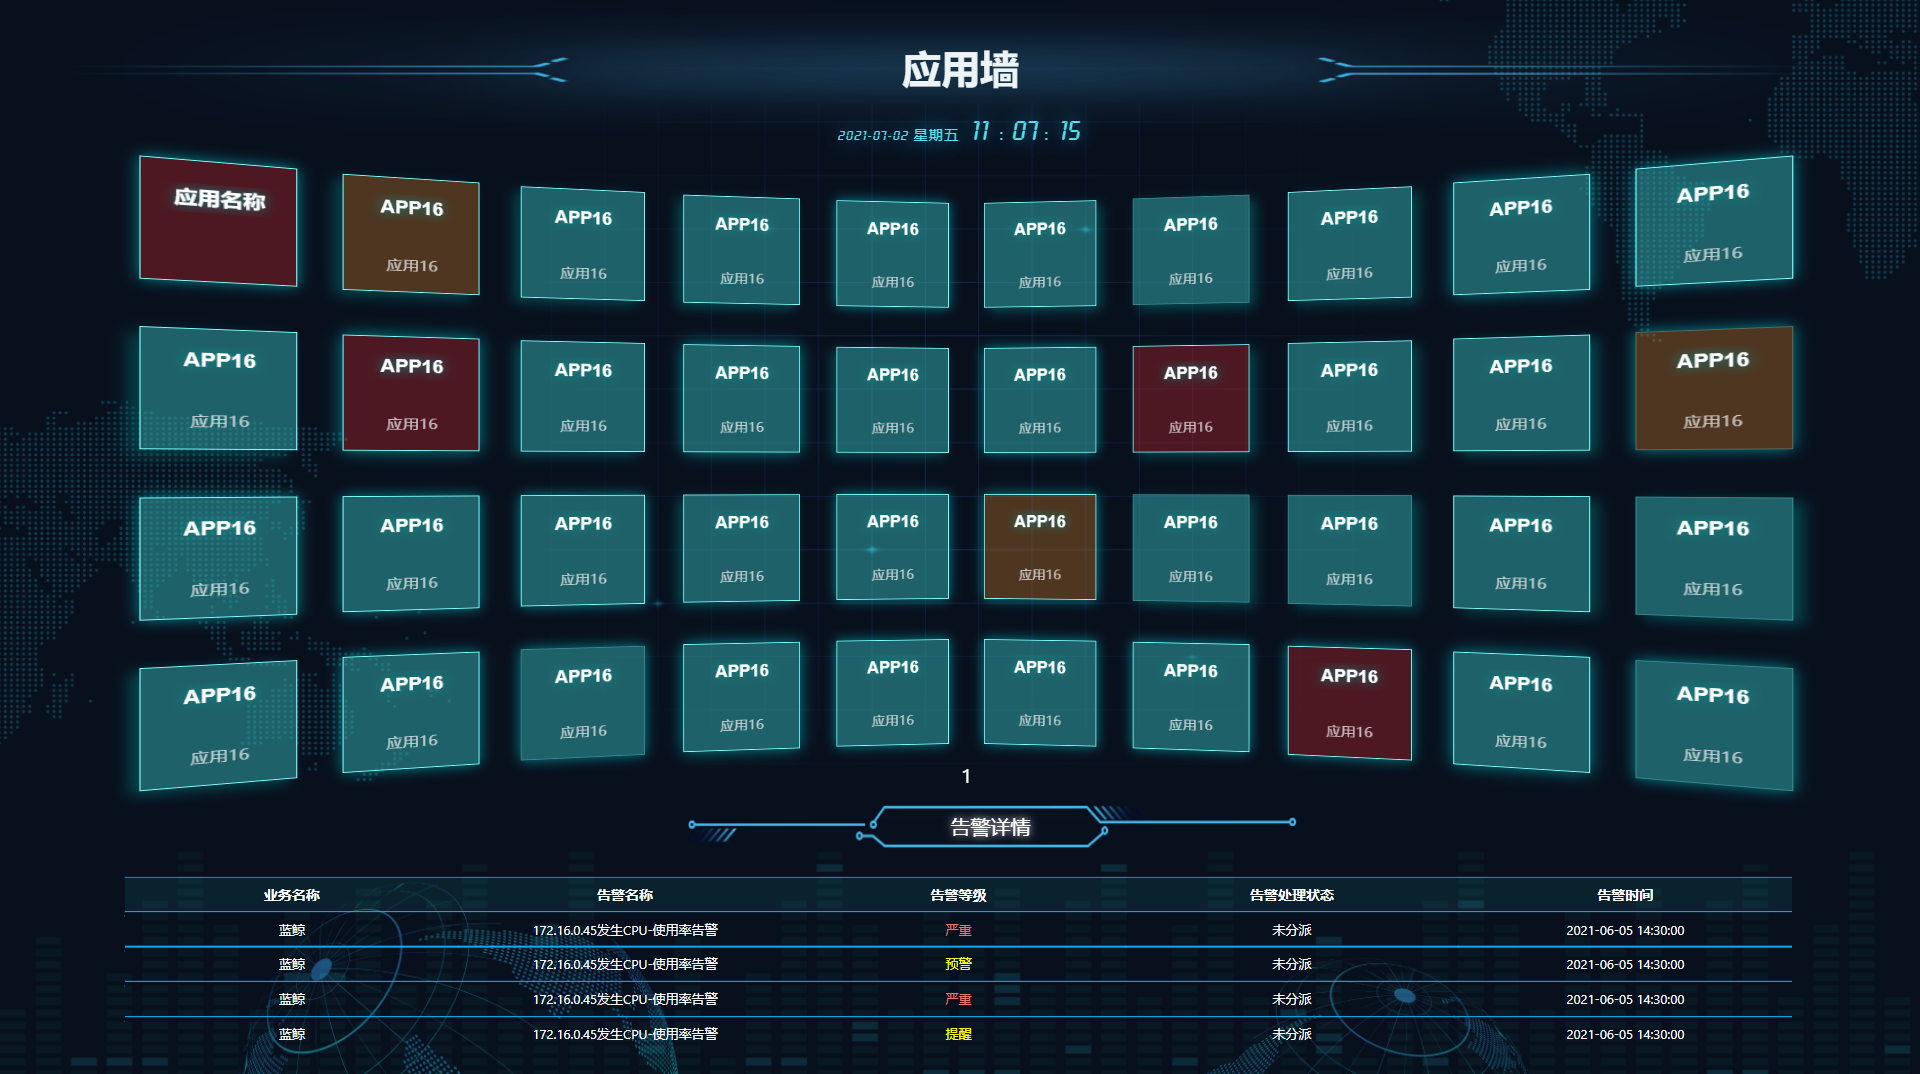 应用墙
2021-07-02 星期五 11 : 07 : 15
应用名称 APP16 APP16 APP16 APP16 APP16 APP16 APP16 APP16 APP16
应用16 应用16 应用16 应用16 应用16 应用16 应用16 应用16 应用16
APP16 APP16 APP16 APP16 APP16 APP16 APP16 APP16 APP16 APP16
应用16 应用16 应用16 应用16 应用16 应用16 应用16 应用16 应用16 应用16
APP16 APP16 APP16 APP16 APP16 APP16 APP16 APP16 APP16 APP16
应用16 应用16 应用16 应用16 应用16 应用16 应用16 应用16 应用16 应用16
APP16 APP16 APP16 APP16 APP16 APP16 APP16 APP16 APP16 APP16
应用16 应用16 应用16 应用16 应用16 应用16 应用16 应用16 应用16 应用16
1
告警详情
业务名称 告警名称 告警等级 告警处理状态 告警时间
蓝鲸 172.16.0.45发生CPU-使用率告警 严重 未分派 2021-06-05 14:30:00
蓝鲸 172.16.0.45发生CPU-使用率告警 预警 未分派 2021-06-05 14:30:00
蓝鲸 172.16.0.45发生CPU-使用率告警 严重 未分派 2021-06-05 14:30:00
蓝鲸 172.16.0.45发生CPU-使用率告警 提醒 未分派 2021-06-05 14:30:00